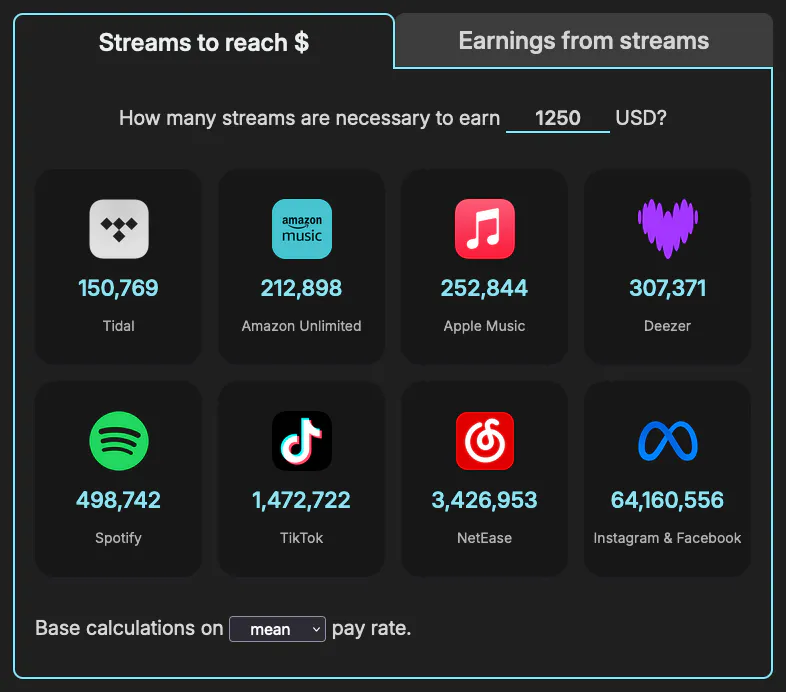 Streams to reach $
Earnings from streams
How many streams are necessary to earn 1250 USD?
amazon
music
150,769
212,898
252,844
307,371
Tidal
Amazon Unlimited
Apple Music
Deezer
498,742
1,472,722
3,426,953
64,160,556
Spotify
TikTok
NetEase
Instagram & Facebook
Base calculations on mean pay rate.